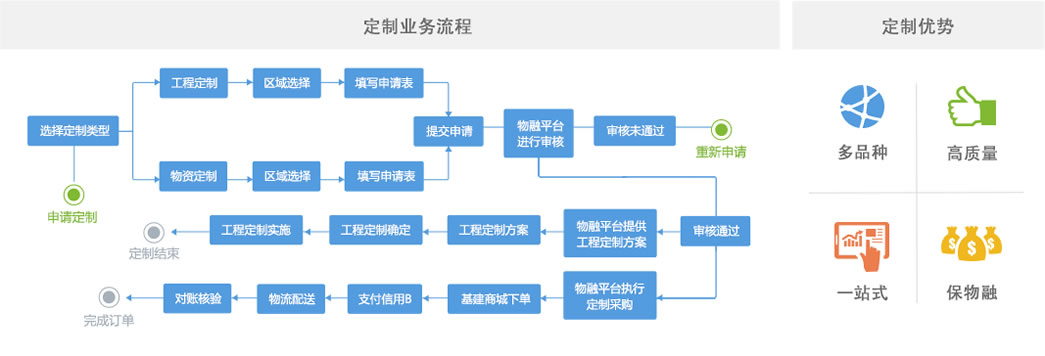 定制业务流程
定制优势
工程定制
区域选择
填写申请表
选择定制类型
提交申请
物融平台
进行审核
审核未通过
重新申请
物资定制
区域选择
填写申请表
申请定制
定制结束
工程定制实施
工程定制确定
工程定制方案
物融平台提供
工程定制方案
审核通过
完成订单
对账核验
物流配送
支付信用B
基建商城下单
物融平台执行
定制采购
多品种
高质量
一站式
保物融